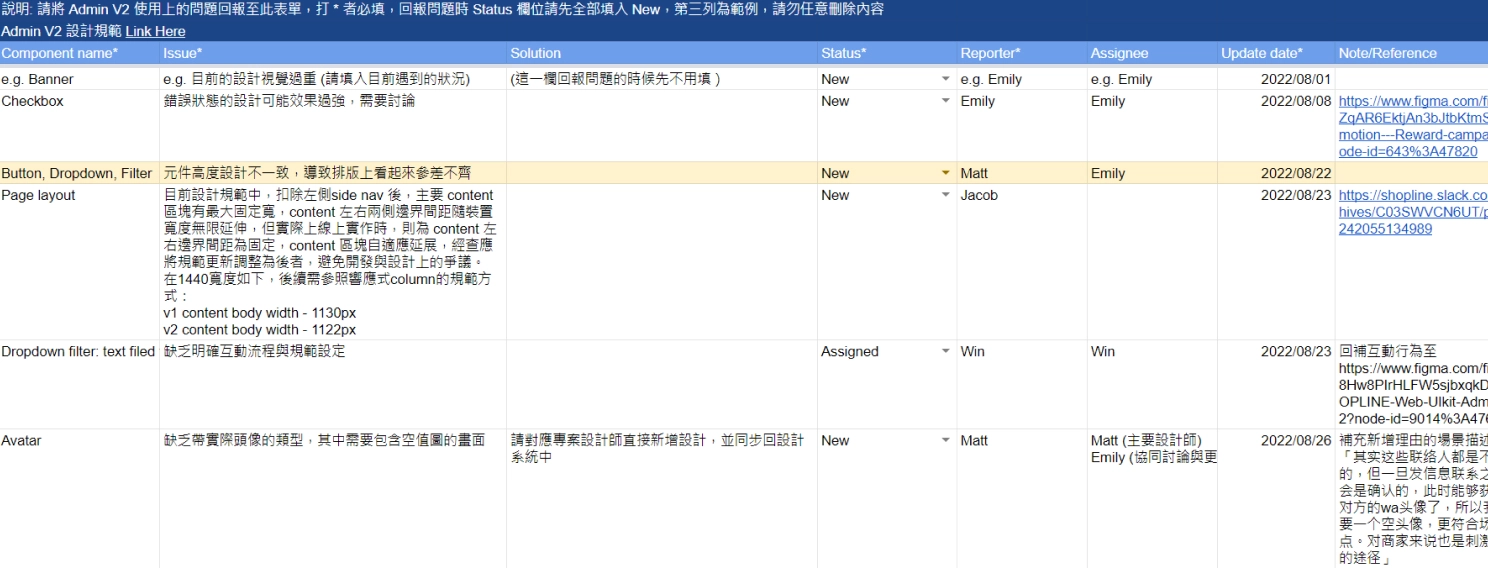 說明: 請將 Admin V2 使用上的問題回報至此表單，打 * 者必填，回報問題時 Status 欄位請先全部填入 New，第三列為範例，請勿任意刪除內容
Admin V2 設計規範 Link Here
Component name* Issue* Solution Status* Reporter* Assignee Update date* Note/Reference
e.g. Banner e.g. 目前的設計視覺過重 (請填入目前遇到的狀況) (這一欄回報問題的時候先不用填 ) New e.g. Emily e.g. Emily 2022/08/01
Checkbox 錯誤狀態的設計可能效果過強，需要討論 New Emily Emily 2022/08/08 https://www.figma.com/fi
ZqAR6EktjAn3bJtbKtmS
motion---Reward-campa
ode-id=643%3A47820
Button, Dropdown, Filter 元件高度設計不一致，導致排版上看起來參差不齊 New Matt Emily 2022/08/22
Page layout 目前設計規範中，扣除左側side nav 後，主要 content New Jacob 2022/08/23 https://shopline.slack.co
區塊有最大固定寬，content 左右兩側邊界間距隨裝置 hives/C03SWVCN6UT/p
寬度無限延伸，但實際上線上實作時，則為 content 左 242055134989
右邊界間距為固定，content 區塊自適應延展，經查應
將規範更新調整為後者，避免開發與設計上的爭議。
在1440寬度如下，後續需參照響應式column的規範方
式：
v1 content body width - 1130px
v2 content body width - 1122px
Dropdown filter: text filed 缺乏明確互動流程與規範設定 Assigned Win Win 2022/08/23 回補互動行為至
https://www.figma.com/fi
8Hw8PIrHLFW5sjbxqkD
OPLINE-Web-UIkit-Adm
2?node-id=9014%3A476
Avatar 缺乏帶實際頭像的類型，其中需要包含空值圖的畫面 請對應專案設計師直接新增設計，並同步回設計 New Matt Matt (主要設計師) 2022/08/26 補充新增理由的場景描述
系統中 Emily (協同討論與更 「其实这些联络人都是不
的，但一旦发信息联系之
会是确认的，此时能够获
对方的wa头像了，所以我
要一个空头像，更符合场
点。对商家来说也是刺激
的途径」